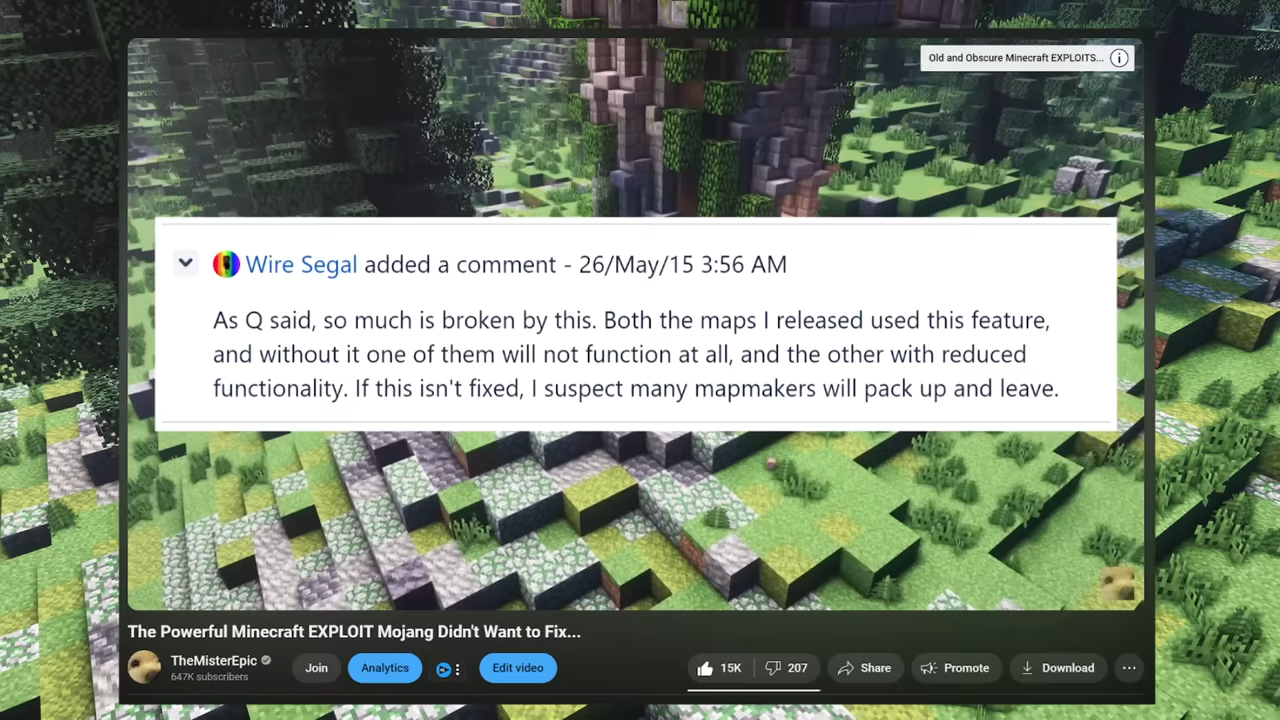 Old and Obscure Minecraft EXPLOITS...
Wire Segal added a comment - 26/May/15 3:56 AM
As Q said, so much is broken by this. Both the maps I released used this feature,
and without it one of them will not function at all, and the other with reduced
functionality. If this isn't fixed, I suspect many mapmakers will pack up and leave.
The Powerful Minecraft EXPLOIT Mojang Didn't Want to Fix...
TheMisterEpic
647K subscribers
Join
Analytics
Edit video
15K
207
Share
Promote
Download